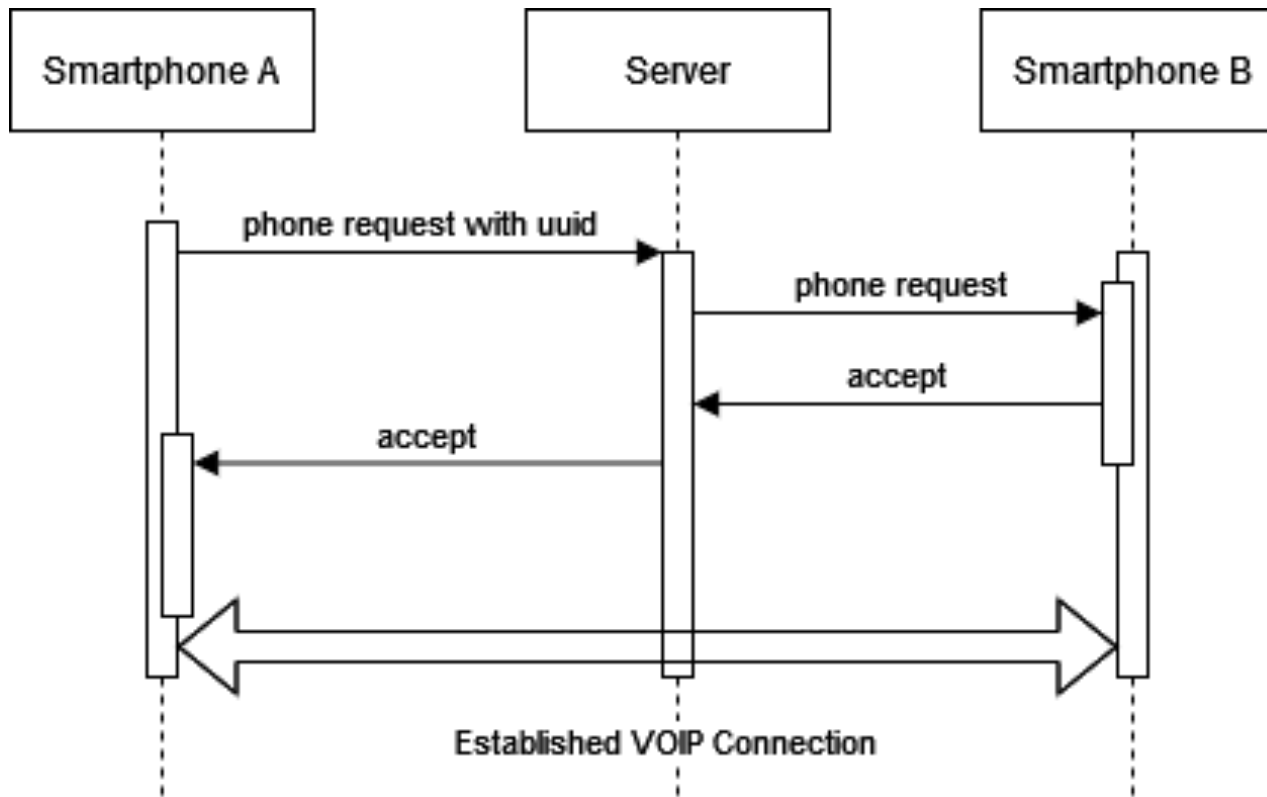 Smartphone A
Server
Smartphone B
phone request with uuid
phone request
accept
accept
Established VOIP Connection